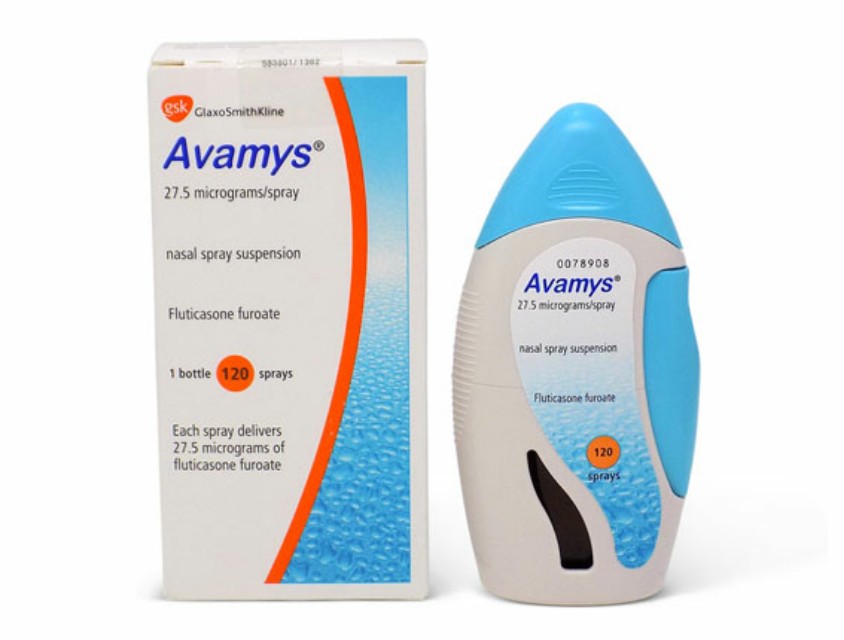 583801/1382
gsk GlaxoSmithKline
Avamys®
27.5 micrograms/spray
nasal spray suspension
Fluticasone furoate
1 bottle 120 sprays
Each spray delivers
27.5 micrograms of
fluticasone furoate
0078908
Avamys®
27.5 micrograms/spray
nasal spray suspension
Fluticasone furoate
120
sprays